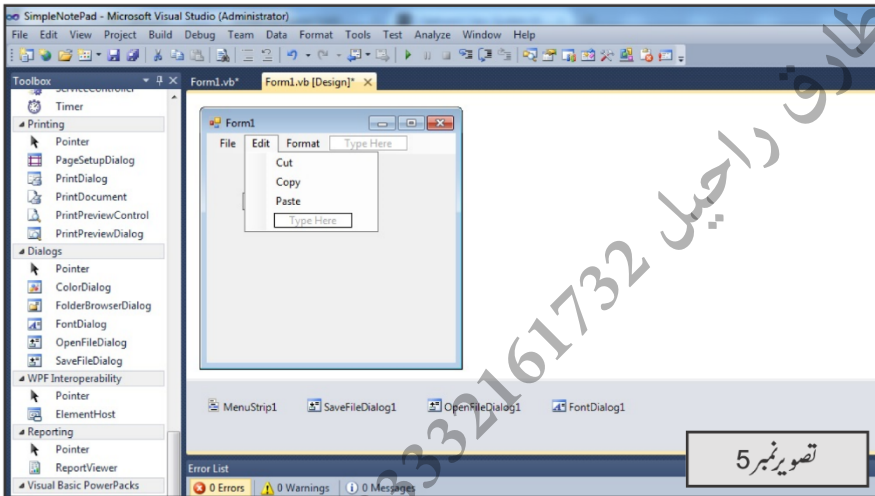 SimpleNotePad - Microsoft Visual Studio (Administrator)
File Edit View Project Build Debug Team Data Format Tools Test Analyze Window Help
Toolbox
Form1.vb*
Form1.vb [Design]*
Timer
Printing
Pointer
PageSetupDialog
PrintDialog
PrintDocument
PrintPreviewControl
PrintPreviewDialog
Dialogs
Pointer
ColorDialog
FolderBrowserDialog
FontDialog
OpenFileDialog
SaveFileDialog
WPF Interoperability
Pointer
ElementHost
Reporting
Pointer
ReportViewer
Visual Basic PowerPacks
Form1
File Edit Format Type Here
Cut
Copy
Paste
Type Here
MenuStrip1 SaveFileDialog1 OpenFileDialog1 FontDialog1
Error List
0 Errors 0 Warnings 0 Messages
تصویر نمبر 5
طارق راحیل 03332161732